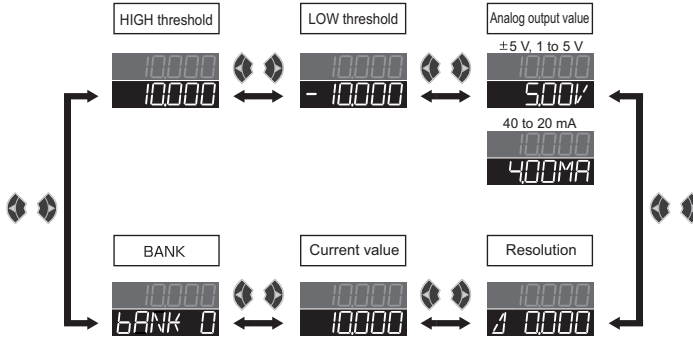 HIGH threshold
LOW threshold
Analog output value
±5 V, 1 to 5 V
10.000
10.000
10.000
10.000
- 10.000
5.00V
40 to 20 mA
10.000
4.00MA
BANK
Current value
Resolution
10.000
10.000
10.000
bANK 0
10.000
⊿ 0.000